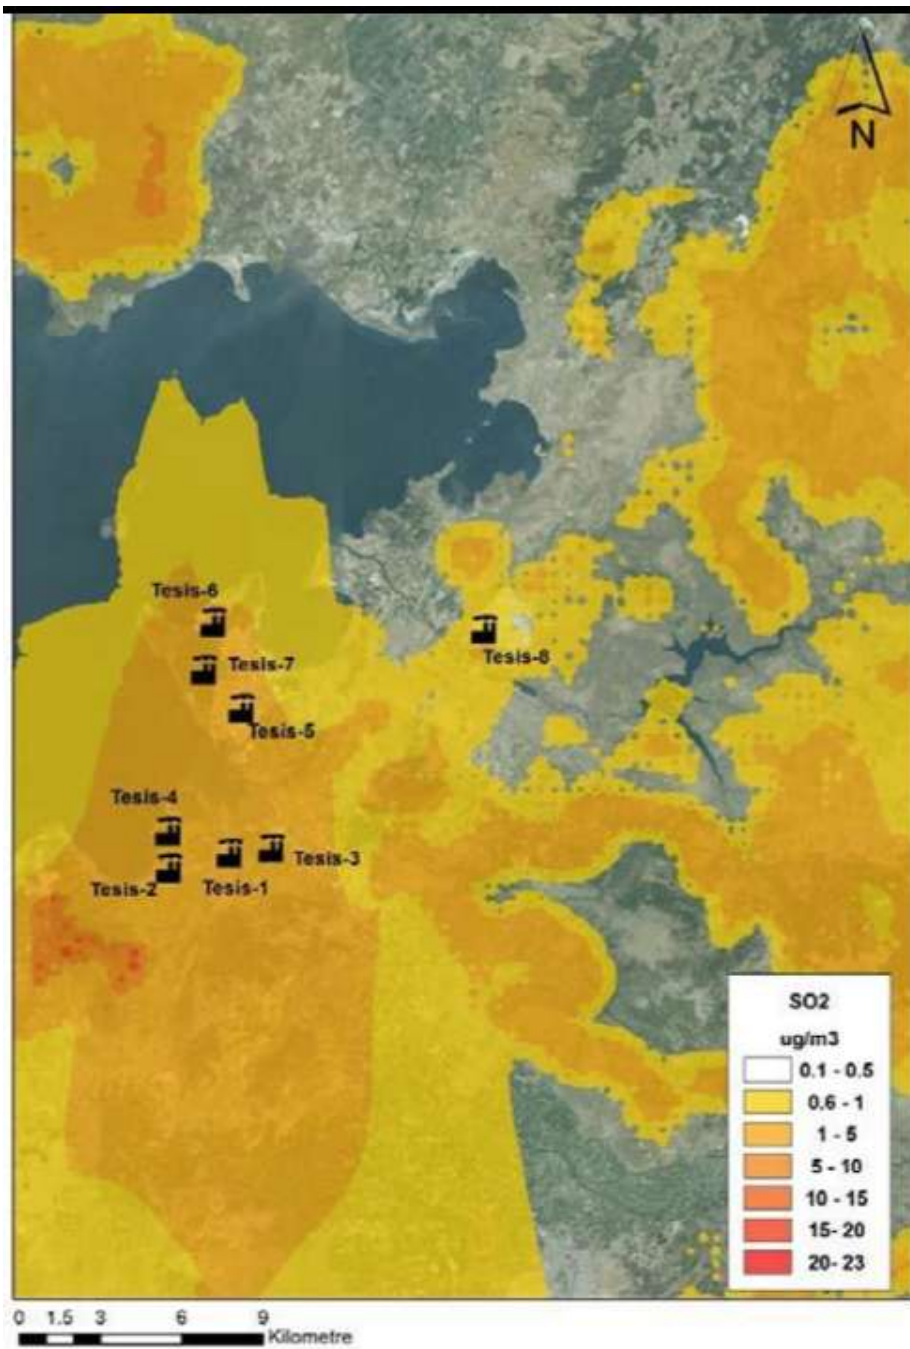 N
Tesis-6
Tesis-7
Tesis-8
Tesis-5
Tesis-4
Tesis-3
Tesis-2
Tesis-1
SO2
ug/m3
0.1 - 0.5
0.6 - 1
1 - 5
5 - 10
10 - 15
15- 20
20- 23
0 1.5 3 6 9
Kilometre